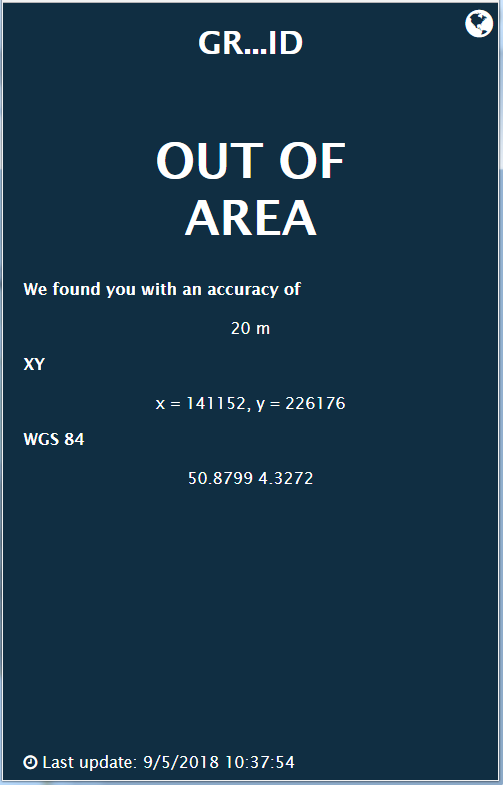 GR...ID
OUT OF
AREA
We found you with an accuracy of
20 m
XY
x = 141152, y = 226176
WGS 84
50.8799 4.3272
Last update: 9/5/2018 10:37:54